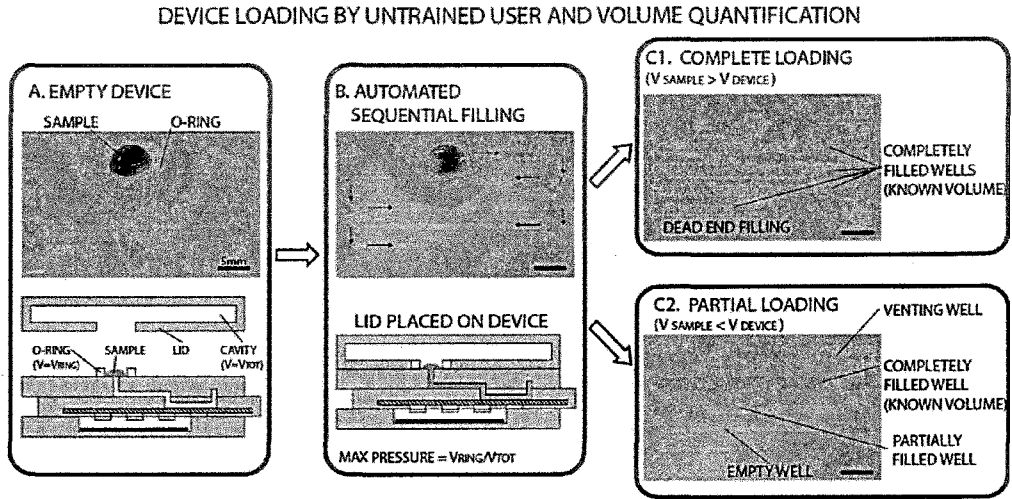 DEVICE LOADING BY UNTRAINED USER AND VOLUME QUANTIFICATION
A. EMPTY DEVICE
SAMPLE
O-RING
5mm
O-RING
(V=VRING)
SAMPLE
LID
CAVITY
(V=VTOT)
B. AUTOMATED
SEQUENTIAL FILLING
LID PLACED ON DEVICE
MAX PRESSURE = VRING/VTOT
C1. COMPLETE LOADING
(V SAMPLE > V DEVICE)
COMPLETELY
FILLED WELLS
(KNOWN VOLUME)
DEAD END FILLING
C2. PARTIAL LOADING
(V SAMPLE < V DEVICE)
VENTING WELL
COMPLETELY
FILLED WELL
(KNOWN VOLUME)
PARTIALLY
FILLED WELL
EMPTY WELL